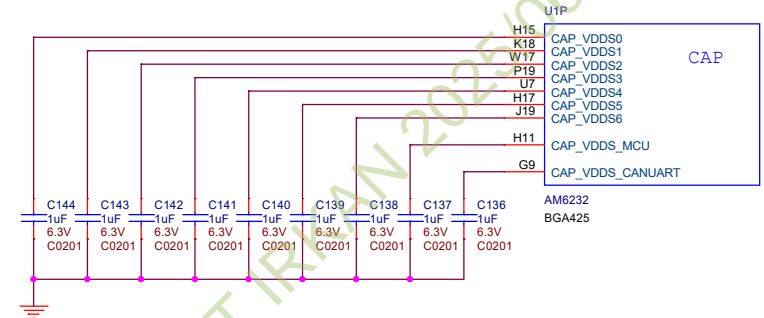 U1P
H15 CAP_VDDS0
K18 CAP_VDDS1
W17 CAP_VDDS2
P19 CAP_VDDS3
U7 CAP_VDDS4
H17 CAP_VDDS5
J19 CAP_VDDS6
CAP
H11 CAP_VDDS_MCU
G9 CAP_VDDS_CANUART
AM6232
BGA425
C144 C143 C142 C141 C140 C139 C138 C137 C136
1uF 1uF 1uF 1uF 1uF 1uF 1uF 1uF 1uF
6.3V 6.3V 6.3V 6.3V 6.3V 6.3V 6.3V 6.3V 6.3V
C0201 C0201 C0201 C0201 C0201 C0201 C0201 C0201 C0201
T IRKAN 2025/0